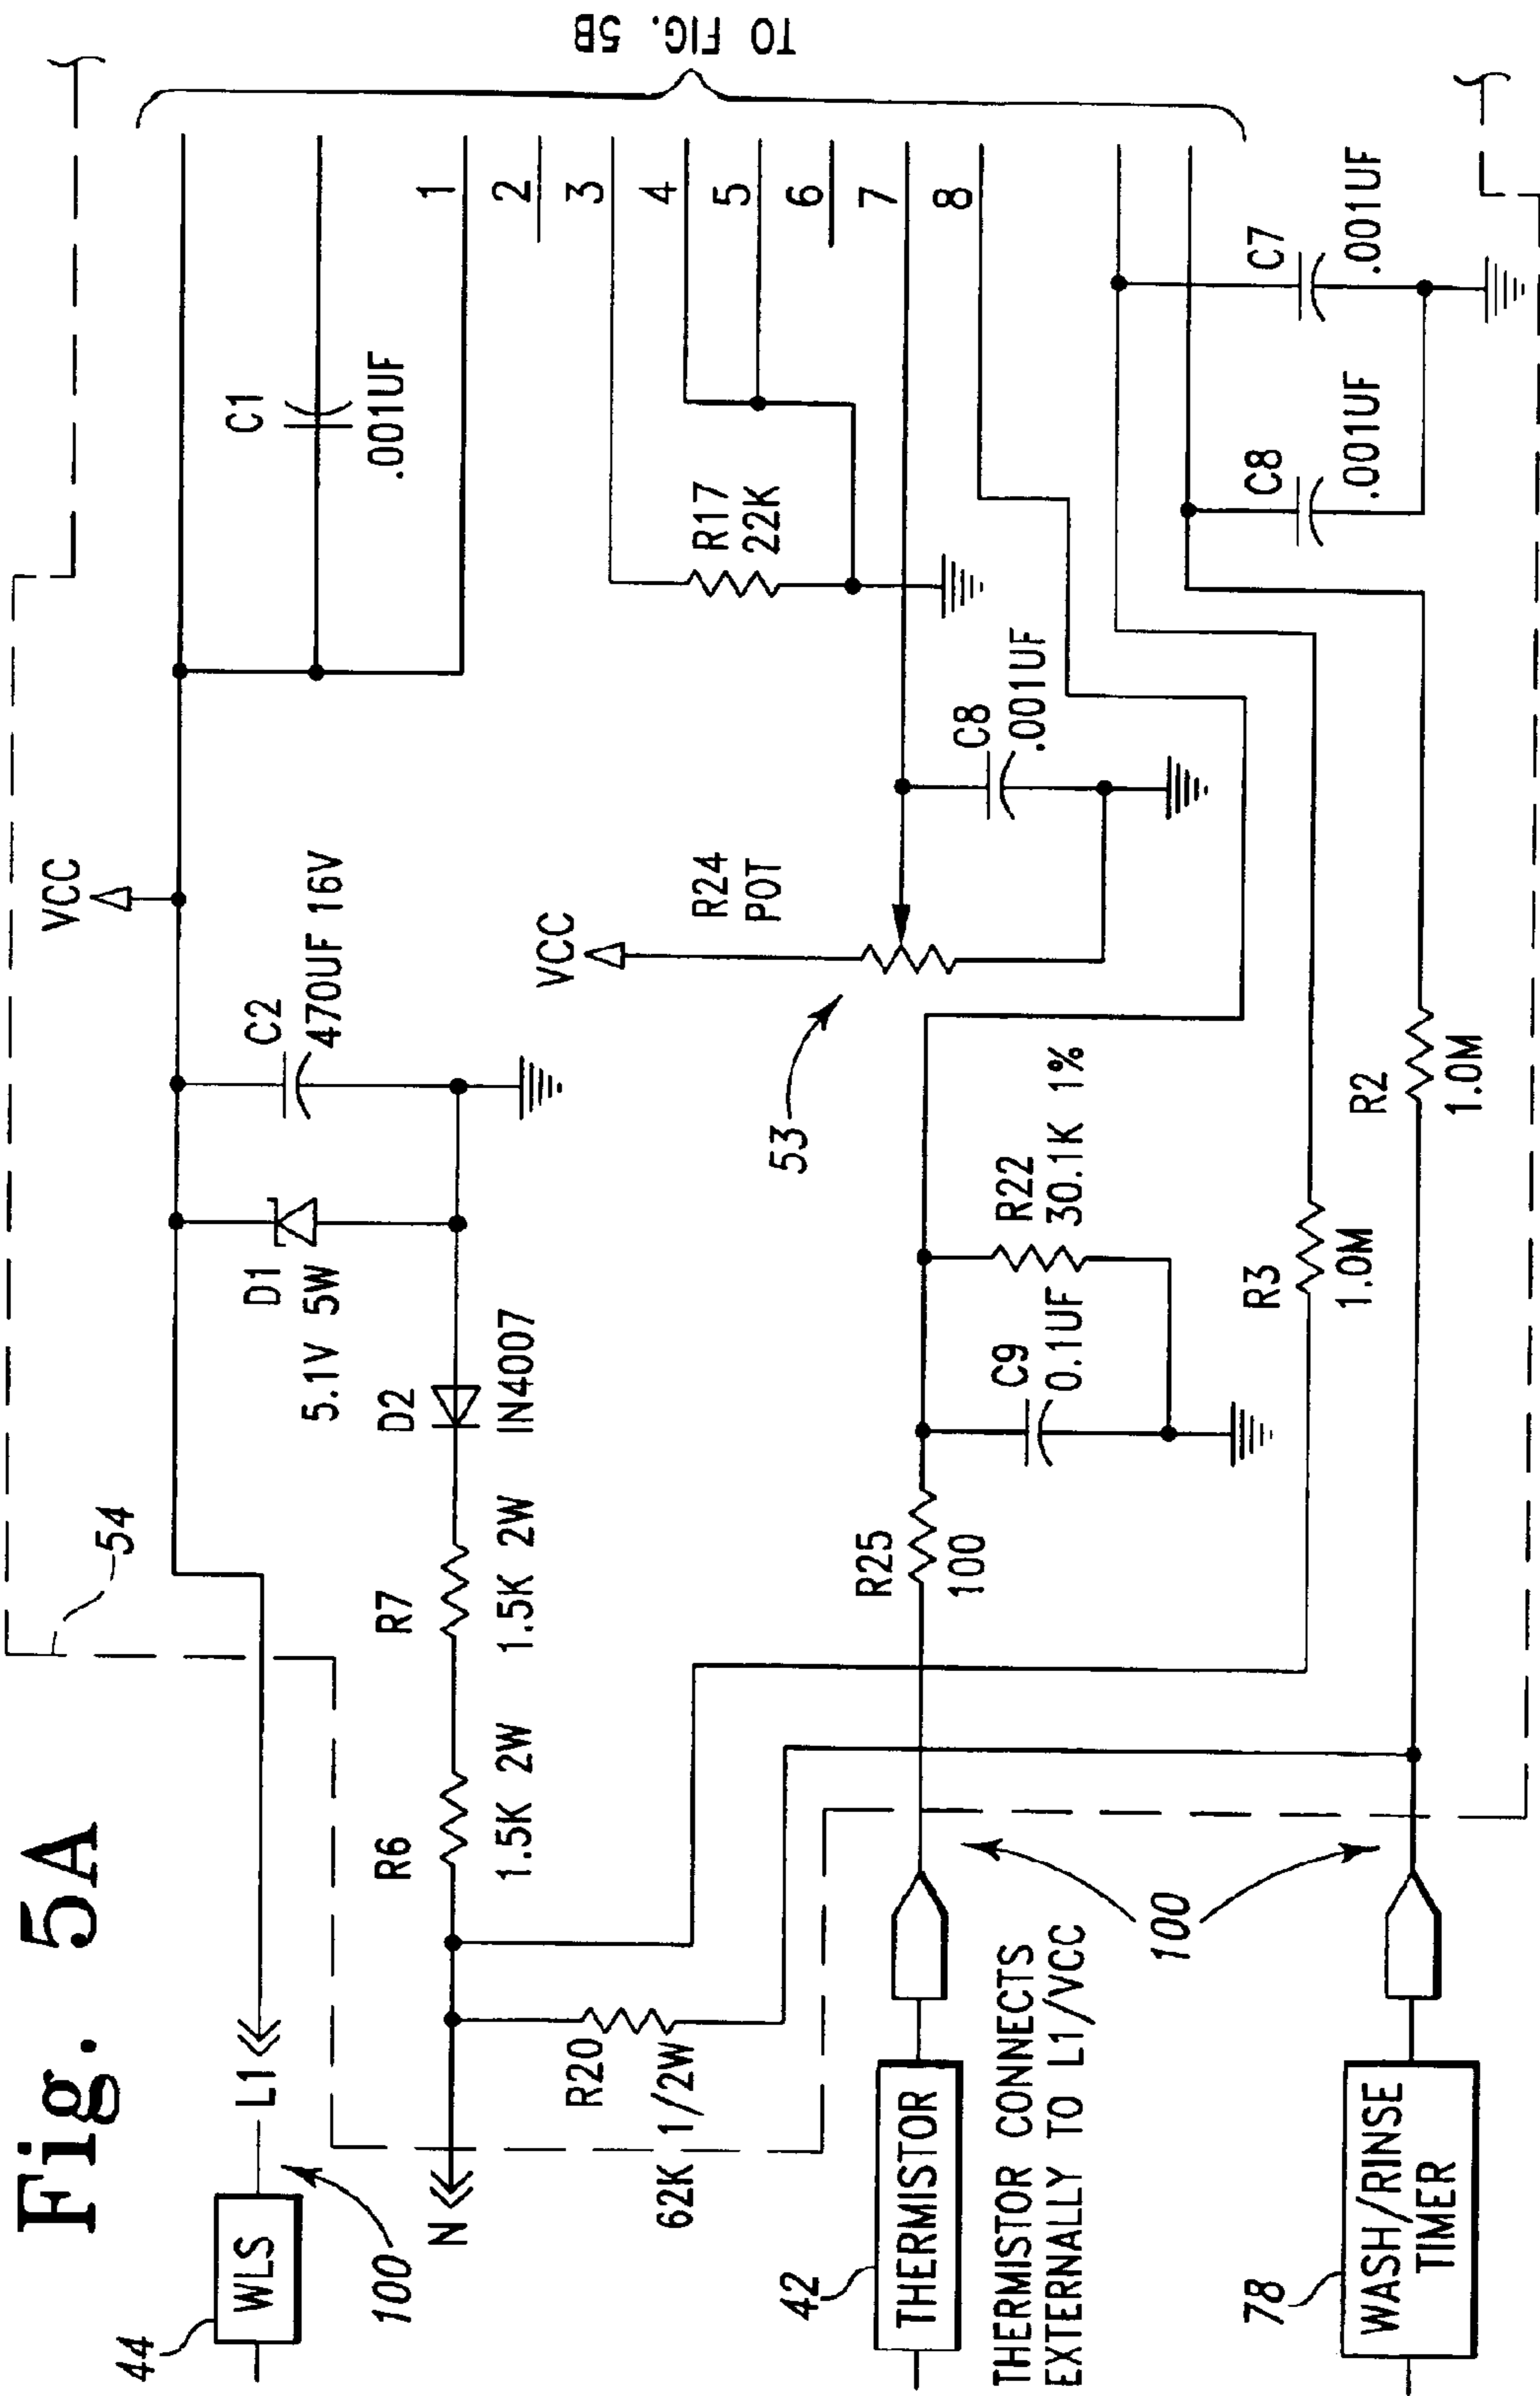 Fig. 5A
44
WLS
L1
100
N
54
VCC
D1
5.1V 5W
C2
470UF 16V
C1
.001UF
R6
1.5K 2W
R7
1.5K 2W
D2
IN4007
R20
62K 1/2W
VCC
R24
POT
53
R17
22K
C8
.001UF
1
2
3
4
5
6
7
8
TO FIG. 5B
42
THERMISTOR
THERMISTOR CONNECTS
EXTERNALLY TO L1/VCC
100
R25
100
C9
0.1UF
R22
30.1K 1%
R3
1.0M
R2
1.0M
C8
.001UF
C7
.001UF
78
WASH/RINSE
TIMER